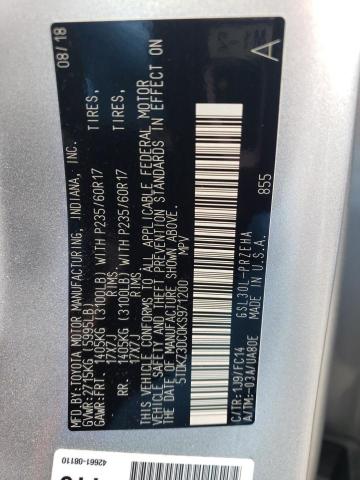 MFD. BY: TOYOTA MOTOR MANUFACTURING, INDIANA, INC. 08/18
GVWR: 2715KG (5995LB)
GAWR: FRT. 1405KG (3100LB) WITH P235/60R17 TIRES,
17X7J RIMS,
RR. 1405KG (3100LB) WITH P235/60R17 TIRES,
17X7J RIMS,
THIS VEHICLE CONFORMS TO ALL APPLICABLE FEDERAL MOTOR
VEHICLE SAFETY AND THEFT-PREVENTION STANDARDS IN EFFECT ON
THE DATE OF MANUFACTURE SHOWN ABOVE.
5TDKZ3DC0KS971200 MPV
C/TR:1J9/FC14 GSL30L-PRZEHA 855
A/TM:-03A/UA80E MADE IN U.S.A. A
42661-08110